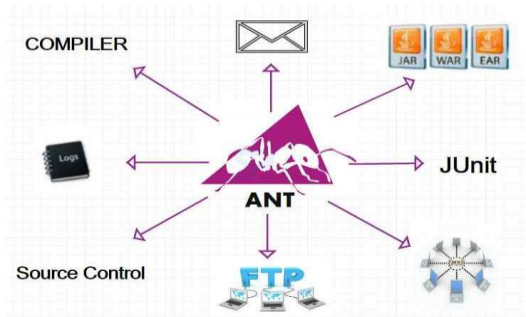 COMPILER
JAR WAR EAR
Logs
JUnit
ANT
Source Control
FTP